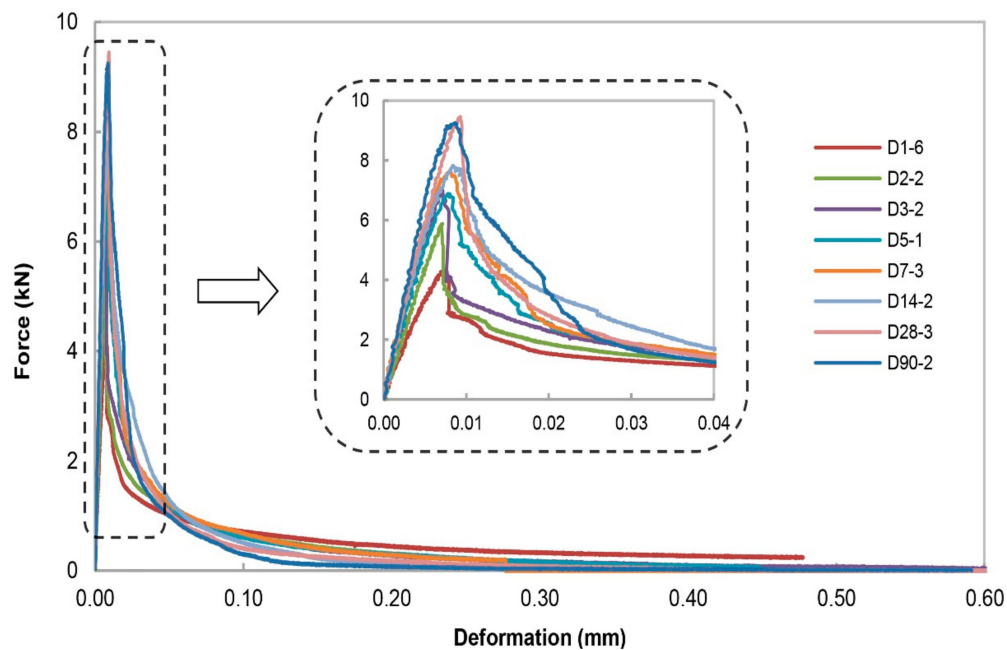 Force (kN)
10
8
6
4
2
0
0.00
0.10
0.20
0.30
0.40
0.50
0.60
Deformation (mm)
10
8
6
4
2
0
0.00
0.01
0.02
0.03
0.04
D1-6
D2-2
D3-2
D5-1
D7-3
D14-2
D28-3
D90-2